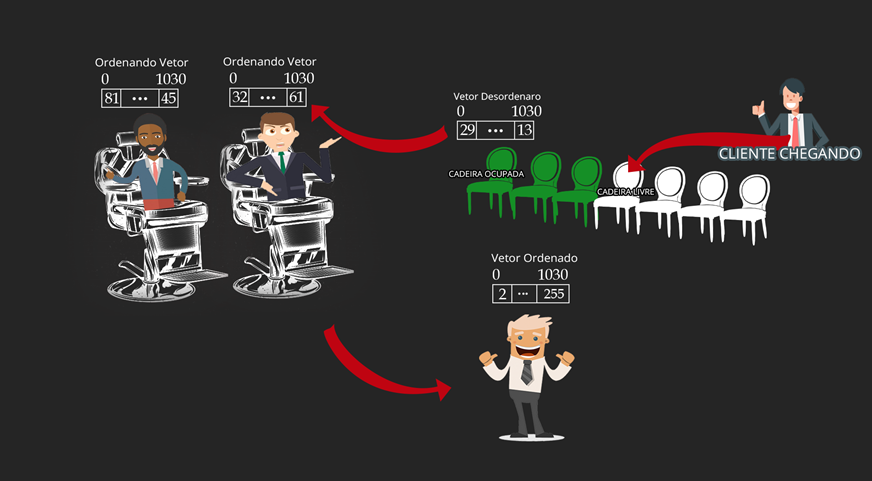 Ordenando Vetor
0 1030
81 ... 45
Ordenando Vetor
0 1030
32 ... 61
Vetor Desordenaro
0 1030
29 ... 13
CLIENTE CHEGANDO
CADEIRA OCUPADA
CADEIRA LIVRE
Vetor Ordenado
0 1030
2 ... 255